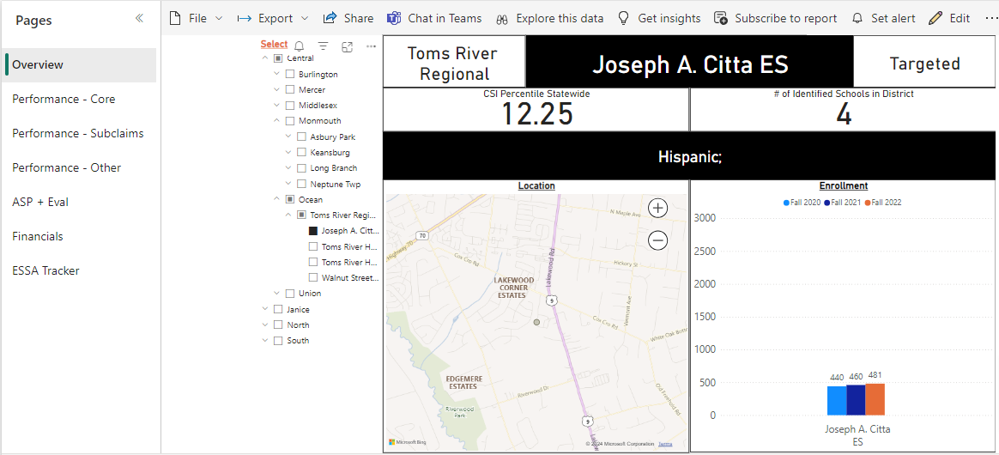 Pages
File
Export
Share
Chat in Teams
Explore this data
Get insights
Subscribe to report
Set alert
Edit
Overview
Performance - Core
Performance - Subclaims
Performance - Other
ASP + Eval
Financials
ESSA Tracker
Select
Central
Burlington
Mercer
Middlesex
Monmouth
Asbury Park
Keansburg
Long Branch
Neptune Twp
Ocean
Toms River Regi...
Joseph A. Citt...
Toms River H...
Toms River H...
Walnut Street...
Union
Janice
North
South
Toms River
Regional
Joseph A. Citta ES
Targeted
CSI Percentile Statewide
12.25
# of Identified Schools in District
4
Hispanic;
Location
N Maple Ave
70
Highway 70
Cox Cro Rd
Lakewood Rd
Hickory St
LAKEWOOD
CORNER
ESTATES
9
Vermont Ave
Cox Cro Rd
White Oak Bott
EDGEMERE
ESTATES
Riverwood Dr
Old Freehold Rd
Riverwood
Park
9
Lakew
Microsoft Bing
© 2024 Microsoft Corporation Terms
Enrollment
Fall 2020 Fall 2021 Fall 2022
3000
2500
2000
1500
1000
500
0
440 460 481
Joseph A. Citta
ES